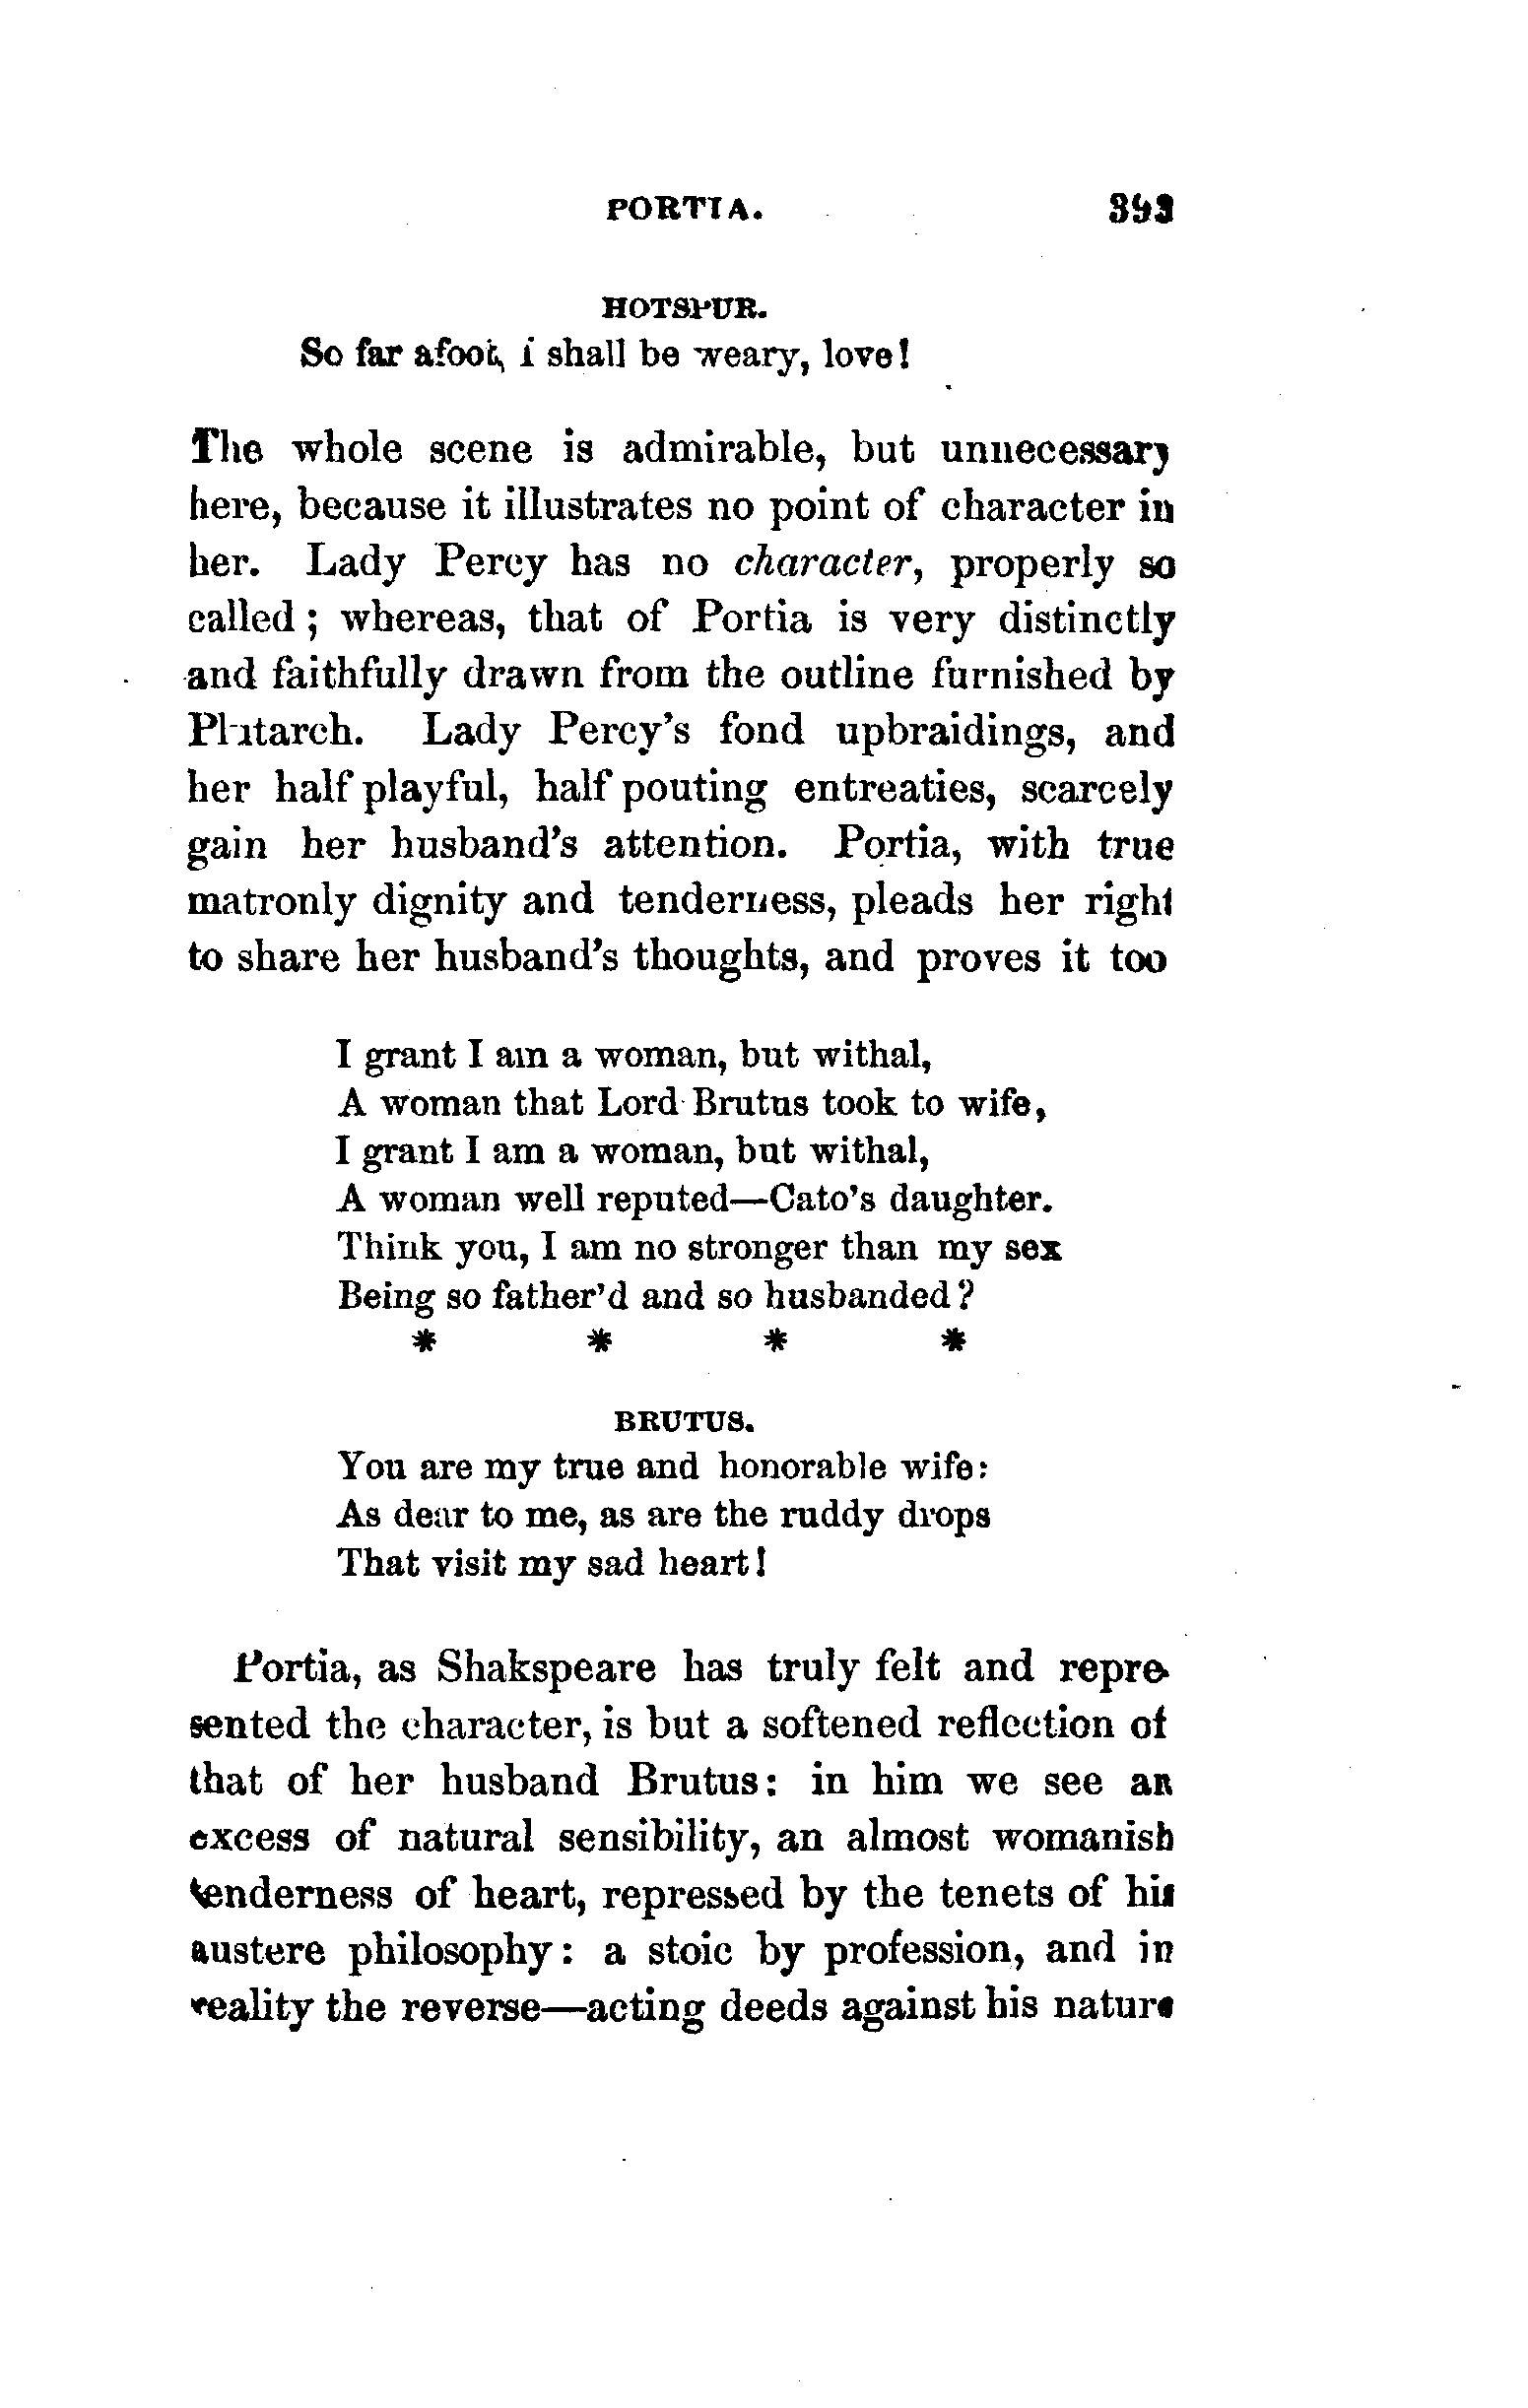 PORTIA. 393
HOTSPUR.
So far afoot, I shall be weary, love!
The whole scene is admirable, but unnecessary
here, because it illustrates no point of character in
her. Lady Percy has no character, properly so
called; whereas, that of Portia is very distinctly
and faithfully drawn from the outline furnished by
Plutarch. Lady Percy's fond upbraidings, and
her half playful, half pouting entreaties, scarcely
gain her husband's attention. Portia, with true
matronly dignity and tenderness, pleads her right
to share her husband's thoughts, and proves it too
I grant I am a woman, but withal,
A woman that Lord Brutus took to wife,
I grant I am a woman, but withal,
A woman well reputed—Cato's daughter.
Think you, I am no stronger than my sex
Being so father'd and so husbanded?
* * * *
BRUTUS.
You are my true and honorable wife:
As dear to me, as are the ruddy drops
That visit my sad heart!
Portia, as Shakspeare has truly felt and repre-
sented the character, is but a softened reflection of
that of her husband Brutus: in him we see an
excess of natural sensibility, an almost womanish
tenderness of heart, repressed by the tenets of his
austere philosophy: a stoic by profession, and in
reality the reverse—acting deeds against his nature